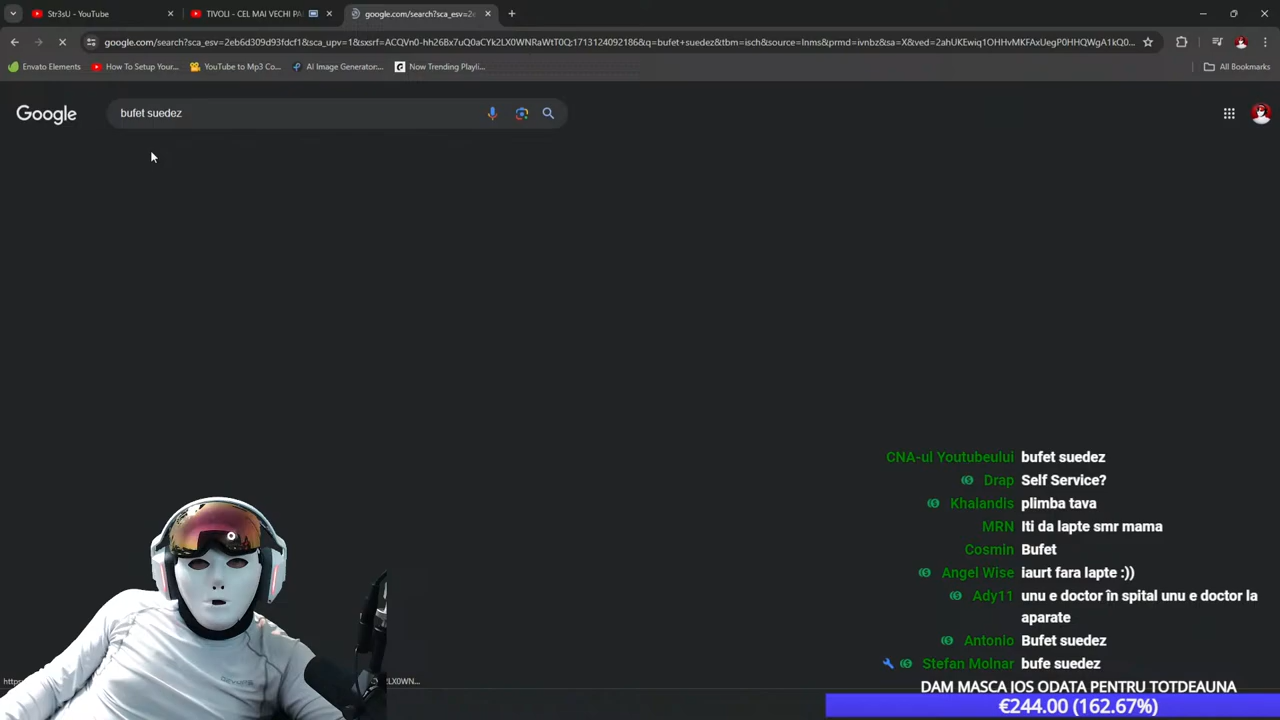 Str3sU - YouTube
TIVOLI - CEL MAI VECHI PA
google.com/search?sca_esv=2e
google.com/search?sca_esv=2eb6d309d93fdcf1&sca_upv=1&sxsrf=ACQVn0-hh26Bx7uQ0aCYk2LX0WNRaWtT0Q:1713124092186&q=bufet+suedez&tbm=isch&source=lnms&prmd=ivnbz&sa=X&ved=2ahUKEwiq1OHHvMKFAxUegP0HHQWgA1kQ0...
Envato Elements
How To Setup Your...
YouTube to Mp3 Co...
AI Image Generator:...
Now Trending Playli...
All Bookmarks
Google
bufet suedez
CNA-ul Youtubeului bufet suedez
Drap Self Service?
Khalandis plimba tava
MRN Iti da lapte smr mama
Cosmin Bufet
Angel Wise iaurt fara lapte :))
Ady11 unu e doctor în spital unu e doctor la
aparate
Antonio Bufet suedez
Stefan Molnar bufe suedez
DAM MASCA JOS ODATA PENTRU TOTDEAUNA
€244.00 (162.67%)